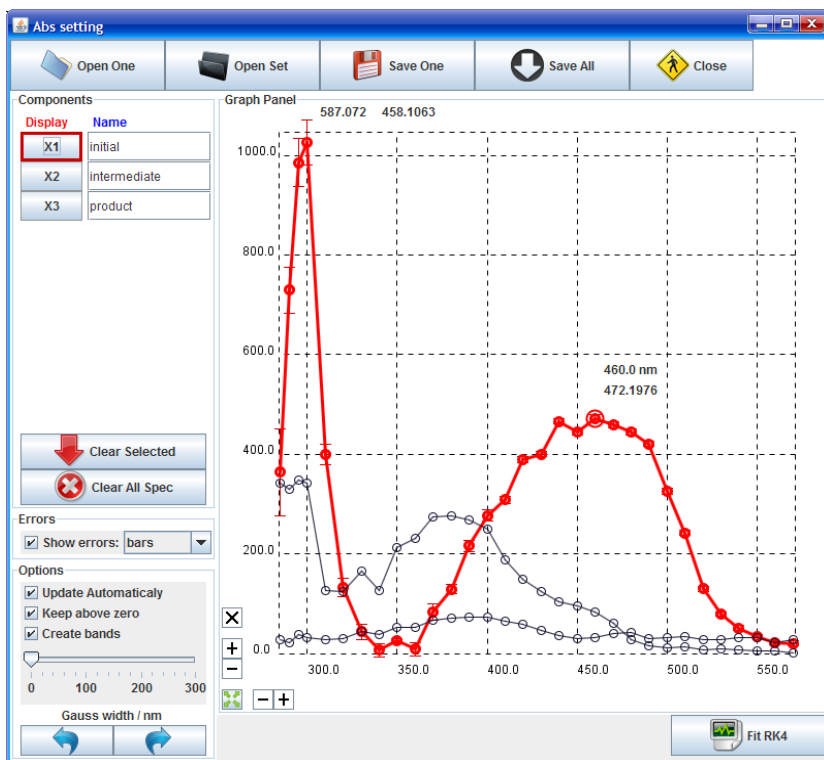 Abs setting
Open One
Open Set
Save One
Save All
Close
Components
Display Name
X1 initial
X2 intermediate
X3 product
Clear Selected
Clear All Spec
Errors
Show errors: bars
Options
Update Automaticaly
Keep above zero
Create bands
0 100 200 300
Gauss width / nm
Graph Panel
587.072 458.1063
1000.0
800.0
600.0
460.0 nm
472.1976
400.0
200.0
0.0
300.0 350.0 400.0 450.0 500.0 550.0
Fit RK4